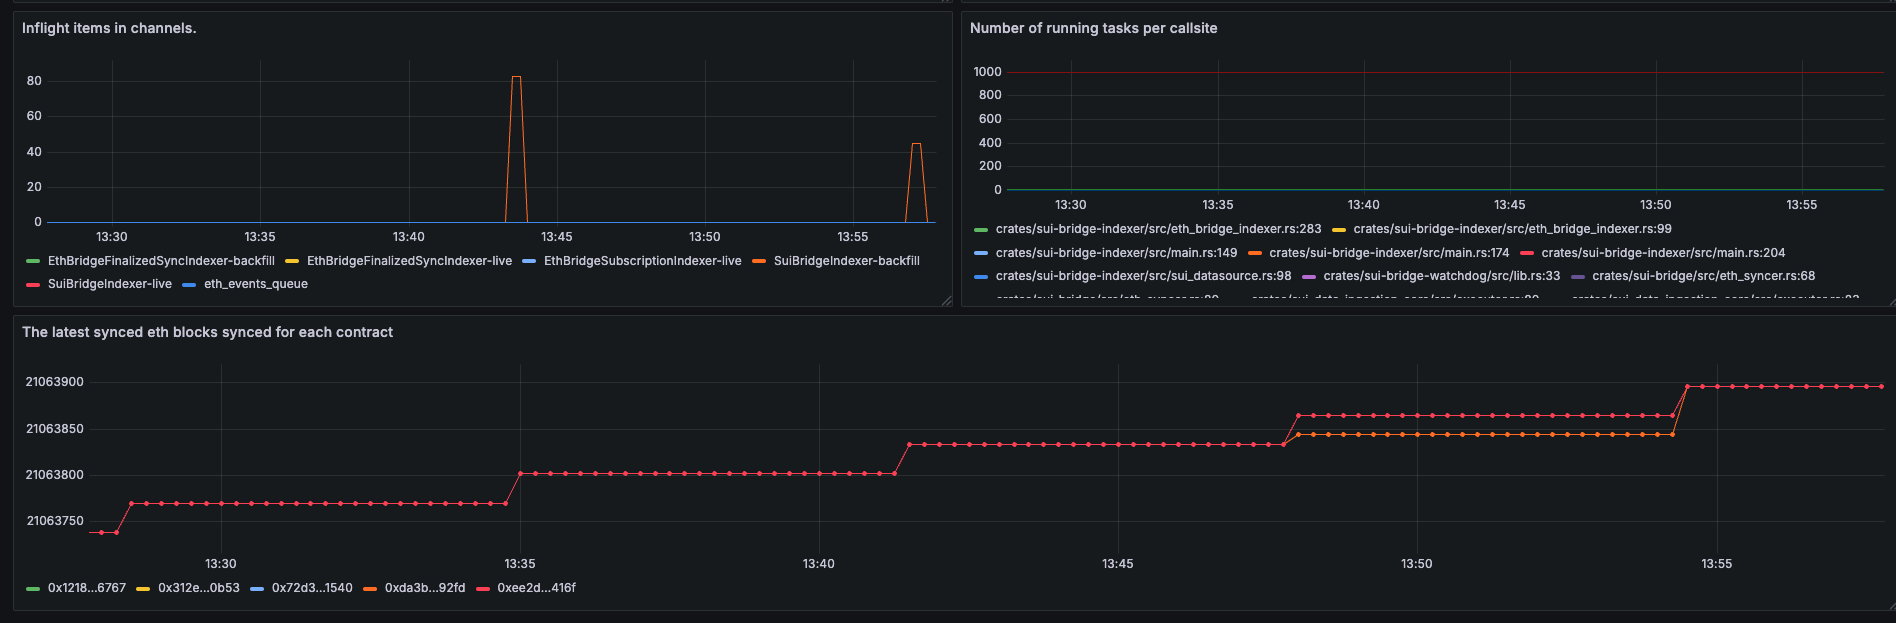 Inflight items in channels.
80
60
40
20
0
13:30 13:35 13:40 13:45 13:50 13:55
EthBridgeFinalizedSyncIndexer-backfill EthBridgeFinalizedSyncIndexer-live EthBridgeSubscriptionIndexer-live SuiBridgeIndexer-backfill
SuiBridgeIndexer-live eth_events_queue
Number of running tasks per callsite
1000
800
600
400
200
0
13:30 13:35 13:40 13:45 13:50 13:55
crates/sui-bridge-indexer/src/eth_bridge_indexer.rs:283 crates/sui-bridge-indexer/src/eth_bridge_indexer.rs:99
crates/sui-bridge-indexer/src/main.rs:149 crates/sui-bridge-indexer/src/main.rs:174 crates/sui-bridge-indexer/src/main.rs:204
crates/sui-bridge-indexer/src/sui_datasource.rs:98 crates/sui-bridge-watchdog/src/lib.rs:33 crates/sui-bridge/src/eth_syncer.rs:68
The latest synced eth blocks synced for each contract
21063900
21063850
21063800
21063750
13:30 13:35 13:40 13:45 13:50 13:55
0x1218...6767 0x312e...0b53 0x72d3...1540 0xda3b...92fd 0xee2d...416f